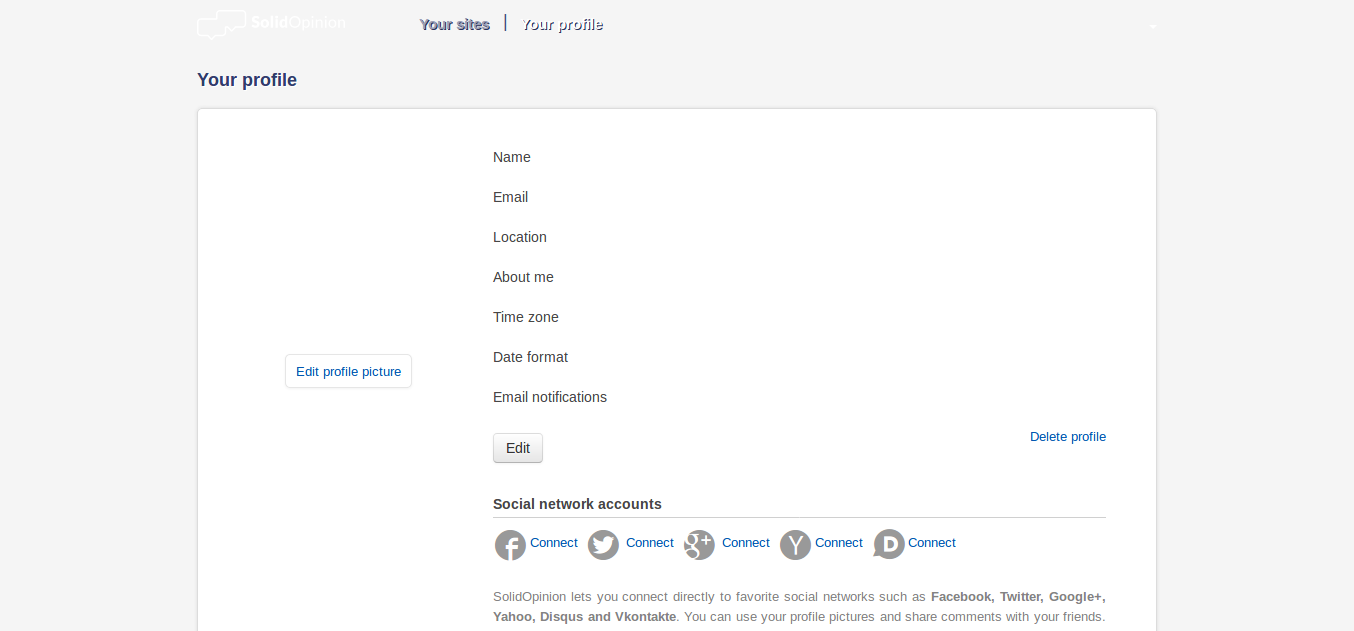 SolidOpinion Your sites | Your profile
Your profile
Name
Email
Location
About me
Time zone
Date format
Edit profile picture
Email notifications
Delete profile
Edit
Social network accounts
Connect Connect Connect Connect Connect
SolidOpinion lets you connect directly to favorite social networks such as Facebook, Twitter, Google+,
Yahoo, Disqus and Vkontakte. You can use your profile pictures and share comments with your friends.